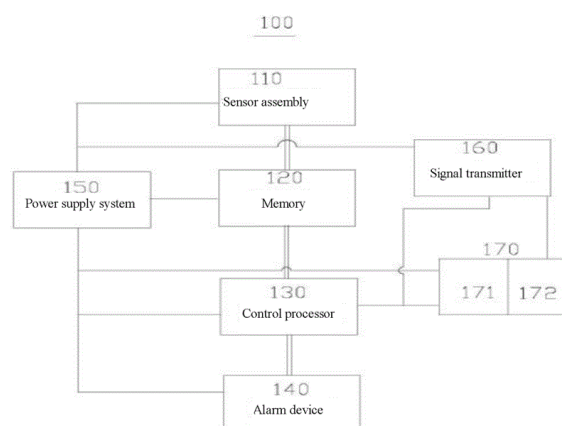 100
110
Sensor assembly
160
Signal transmitter
150
Power supply system
120
Memory
170
171 172
130
Control processor
140
Alarm device